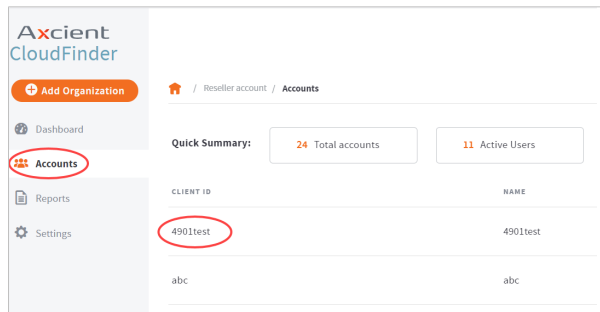 Axcient
CloudFinder
Add Organization
/ Reseller account / Accounts
Dashboard
Quick Summary: 24 Total accounts 11 Active Users
Accounts
CLIENT ID NAME
Reports
4901test 4901test
Settings
abc abc